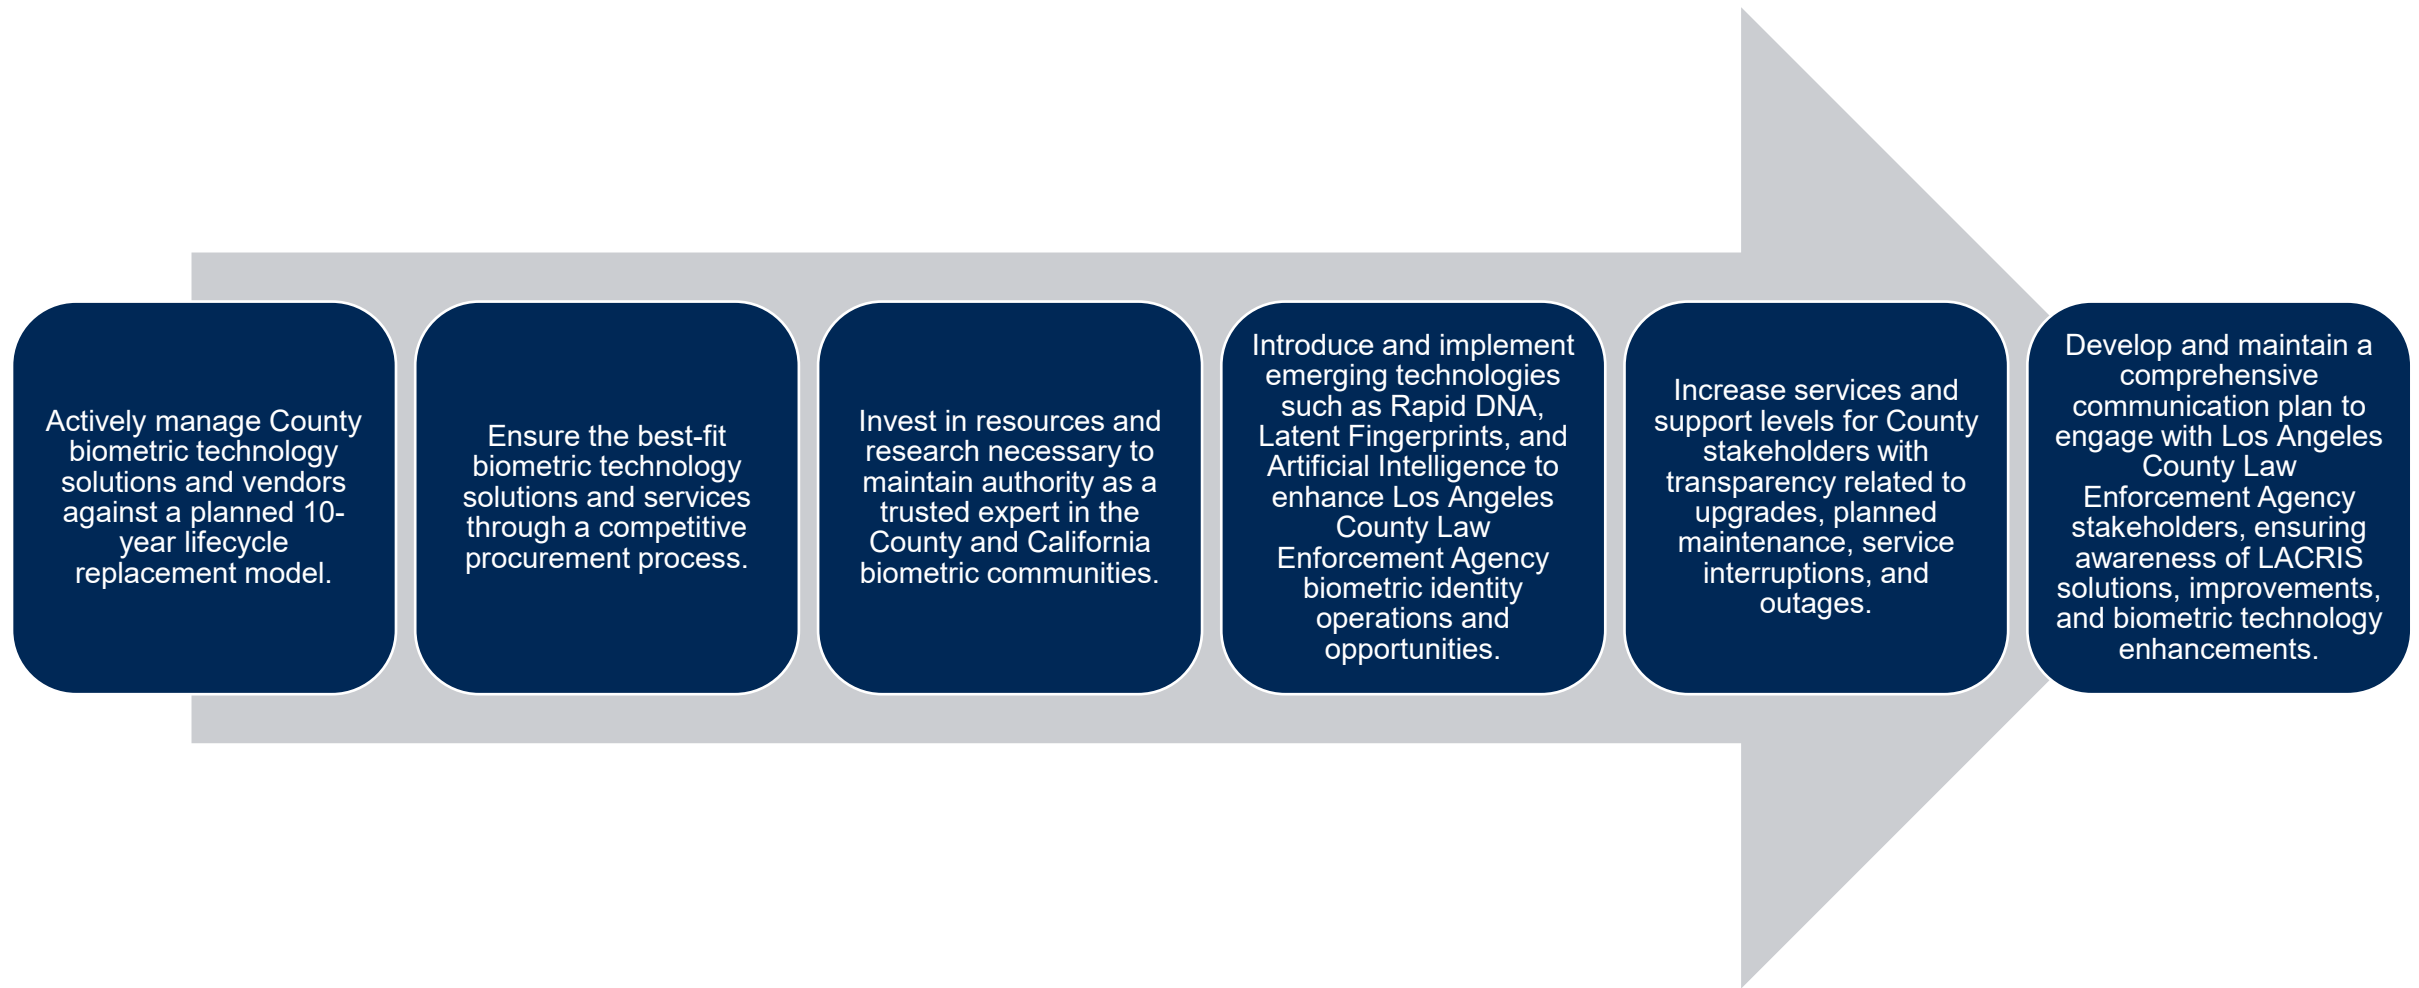 Actively manage County
biometric technology
solutions and vendors
against a planned 10-
year lifecycle
replacement model.
Ensure the best-fit
biometric technology
solutions and services
through a competitive
procurement process.
Invest in resources and
research necessary to
maintain authority as a
trusted expert in the
County and California
biometric communities.
Introduce and implement
emerging technologies
such as Rapid DNA,
Latent Fingerprints, and
Artificial Intelligence to
enhance Los Angeles
County Law
Enforcement Agency
biometric identity
operations and
opportunities.
Increase services and
support levels for County
stakeholders with
transparency related to
upgrades, planned
maintenance, service
interruptions, and
outages.
Develop and maintain a
comprehensive
communication plan to
engage with Los Angeles
County Law
Enforcement Agency
stakeholders, ensuring
awareness of LACRIS
solutions, improvements,
and biometric technology
enhancements.